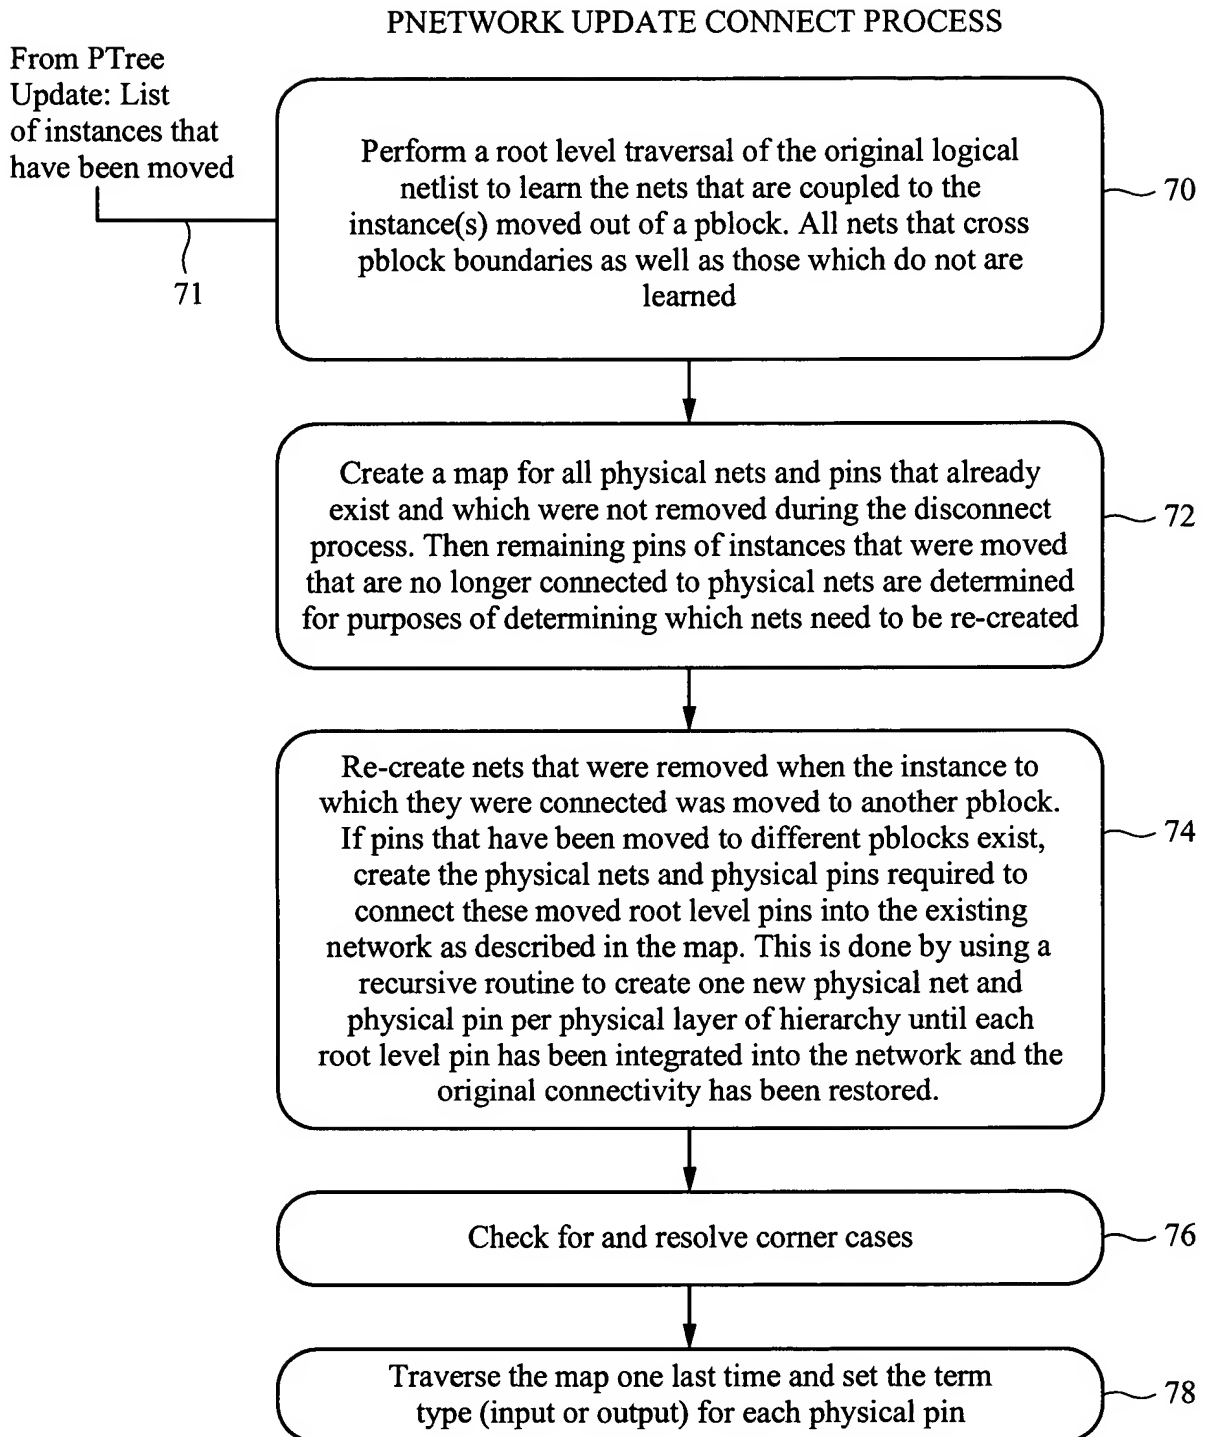 PNETWORK UPDATE CONNECT PROCESS
From PTree
Update: List
of instances that
have been moved
71
Perform a root level traversal of the original logical
netlist to learn the nets that are coupled to the
instance(s) moved out of a pblock. All nets that cross
pblock boundaries as well as those which do not are
learned
70
Create a map for all physical nets and pins that already
exist and which were not removed during the disconnect
process. Then remaining pins of instances that were moved
that are no longer connected to physical nets are determined
for purposes of determining which nets need to be re-created
72
Re-create nets that were removed when the instance to
which they were connected was moved to another pblock.
If pins that have been moved to different pblocks exist,
create the physical nets and physical pins required to
connect these moved root level pins into the existing
network as described in the map. This is done by using a
recursive routine to create one new physical net and
physical pin per physical layer of hierarchy until each
root level pin has been integrated into the network and the
original connectivity has been restored.
74
Check for and resolve corner cases
76
Traverse the map one last time and set the term
type (input or output) for each physical pin
78